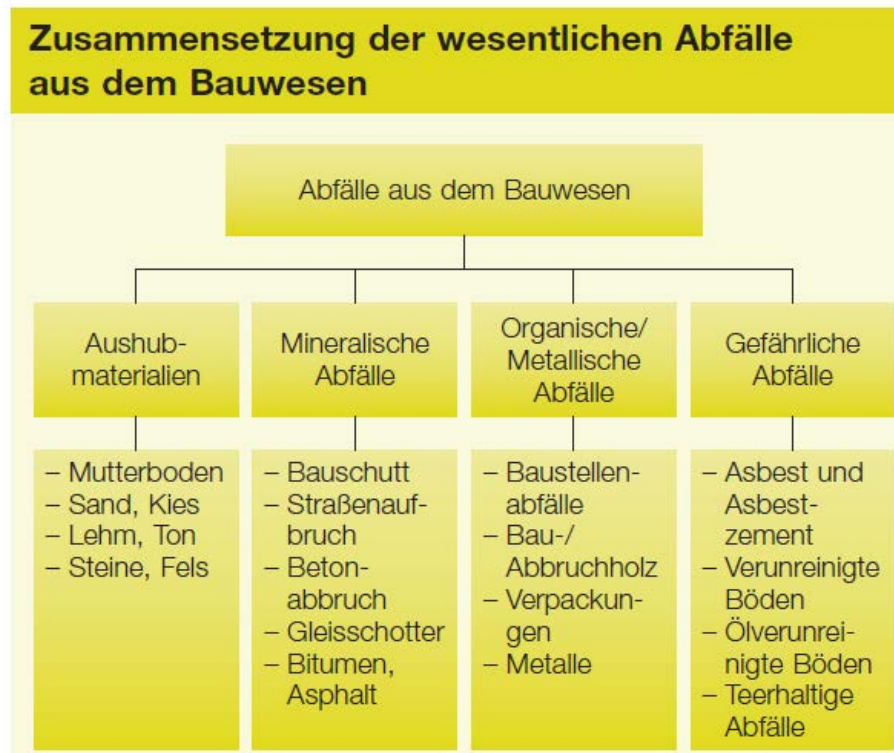 Zusammensetzung der wesentlichen Abfälle
aus dem Bauwesen
Abfälle aus dem Bauwesen
Aushub-
materialien
Mineralische
Abfälle
Organische/
Metallische
Abfälle
Gefährliche
Abfälle
– Mutterboden
– Sand, Kies
– Lehm, Ton
– Steine, Fels
– Bauschutt
– Straßenauf-
bruch
– Beton-
abbruch
– Gleisschotter
– Bitumen,
Asphalt
– Baustellen-
abfälle
– Bau-/
Abbruchholz
– Verpackun-
gen
– Metalle
– Asbest und
Asbest-
zement
– Verunreinigte
Böden
– Ölverunrei-
nigte Böden
– Teerhaltige
Abfälle